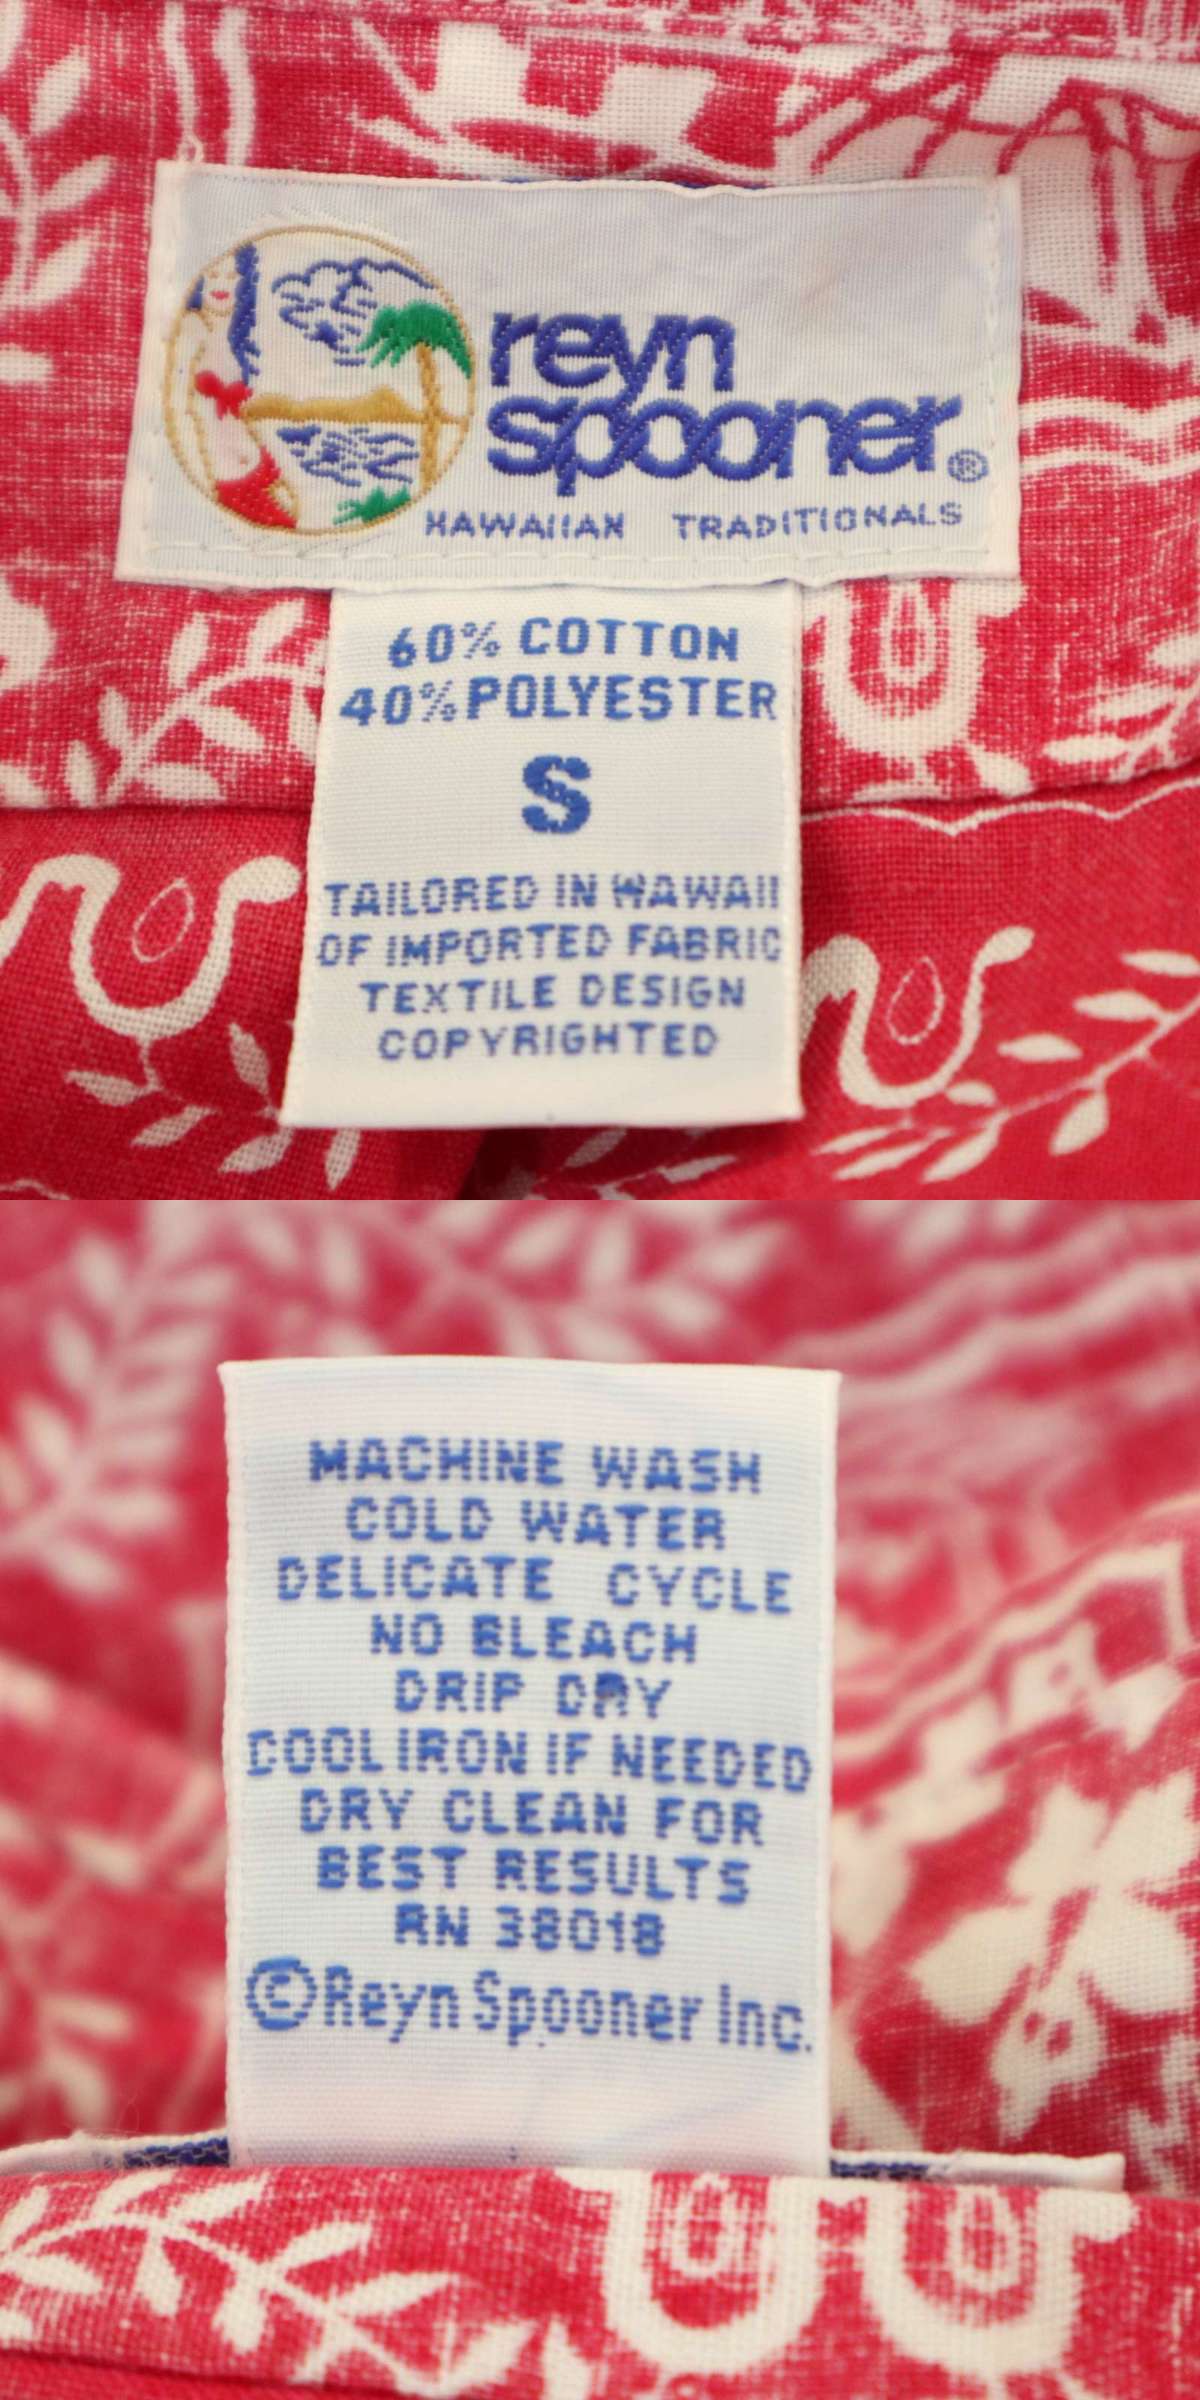 reyn
spooner®
HAWAIIAN TRADITIONALS
60% COTTON
40% POLYESTER
S
TAILORED IN HAWAII
OF IMPORTED FABRIC
TEXTILE DESIGN
COPYRIGHTED
MACHINE WASH
COLD WATER
DELICATE CYCLE
NO BLEACH
DRIP DRY
COOL IRON IF NEEDED
DRY CLEAN FOR
BEST RESULTS
RN 38018
©Reyn Spooner Inc.